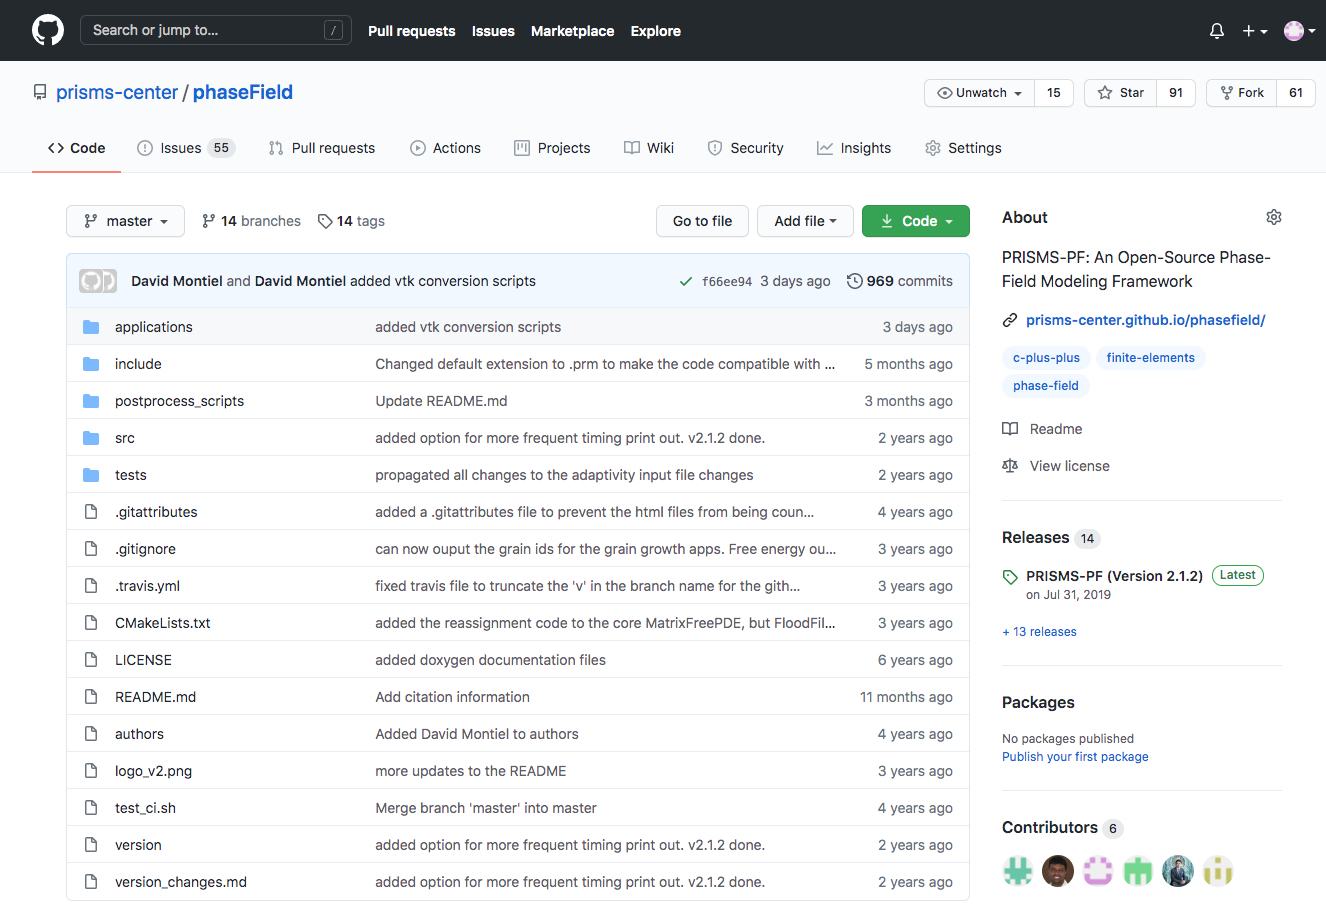 Search or jump to... /
Pull requests Issues Marketplace Explore
prisms-center / phaseField
Unwatch 15 Star 91 Fork 61
Code Issues 55 Pull requests Actions Projects Wiki Security Insights Settings
master 14 branches 14 tags Go to file Add file Code
David Montiel and David Montiel added vtk conversion scripts f66ee94 3 days ago 969 commits
applications added vtk conversion scripts 3 days ago
include Changed default extension to .prm to make the code compatible with ... 5 months ago
postprocess_scripts Update README.md 3 months ago
src added option for more frequent timing print out. v2.1.2 done. 2 years ago
tests propagated all changes to the adaptivity input file changes 2 years ago
.gitattributes added a .gitattributes file to prevent the html files from being coun... 4 years ago
.gitignore can now ouput the grain ids for the grain growth apps. Free energy ou... 3 years ago
.travis.yml fixed travis file to truncate the 'v' in the branch name for the gith... 3 years ago
CMakeLists.txt added the reassignment code to the core MatrixFreePDE, but FloodFil... 3 years ago
LICENSE added doxygen documentation files 6 years ago
README.md Add citation information 11 months ago
authors Added David Montiel to authors 4 years ago
logo_v2.png more updates to the README 3 years ago
test_ci.sh Merge branch 'master' into master 4 years ago
version added option for more frequent timing print out. v2.1.2 done. 2 years ago
version_changes.md added option for more frequent timing print out. v2.1.2 done. 2 years ago
About
PRISMS-PF: An Open-Source Phase-
Field Modeling Framework
prisms-center.github.io/phasefield/
c-plus-plus finite-elements
phase-field
Readme
View license
Releases 14
PRISMS-PF (Version 2.1.2) Latest
on Jul 31, 2019
+ 13 releases
Packages
No packages published
Publish your first package
Contributors 6